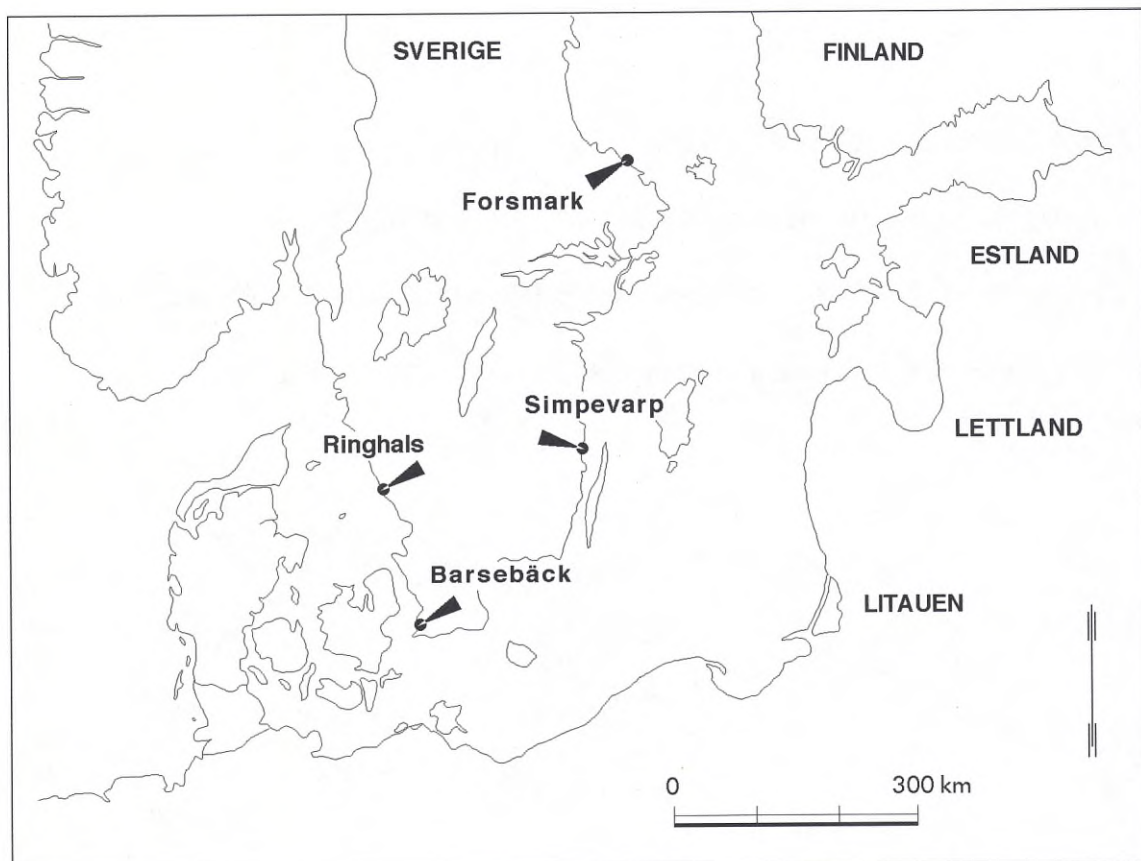 SVERIGE
FINLAND
Forsmark
ESTLAND
Simpevarp
Ringhals
LETTLAND
Barsebäck
LITAUEN
0 300 km